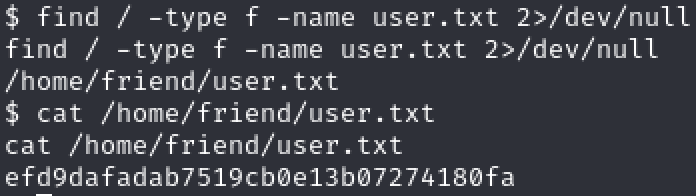 $ find / -type f -name user.txt 2>/dev/null
find / -type f -name user.txt 2>/dev/null
/home/friend/user.txt
$ cat /home/friend/user.txt
cat /home/friend/user.txt
efd9dafadab7519cb0e13b07274180fa